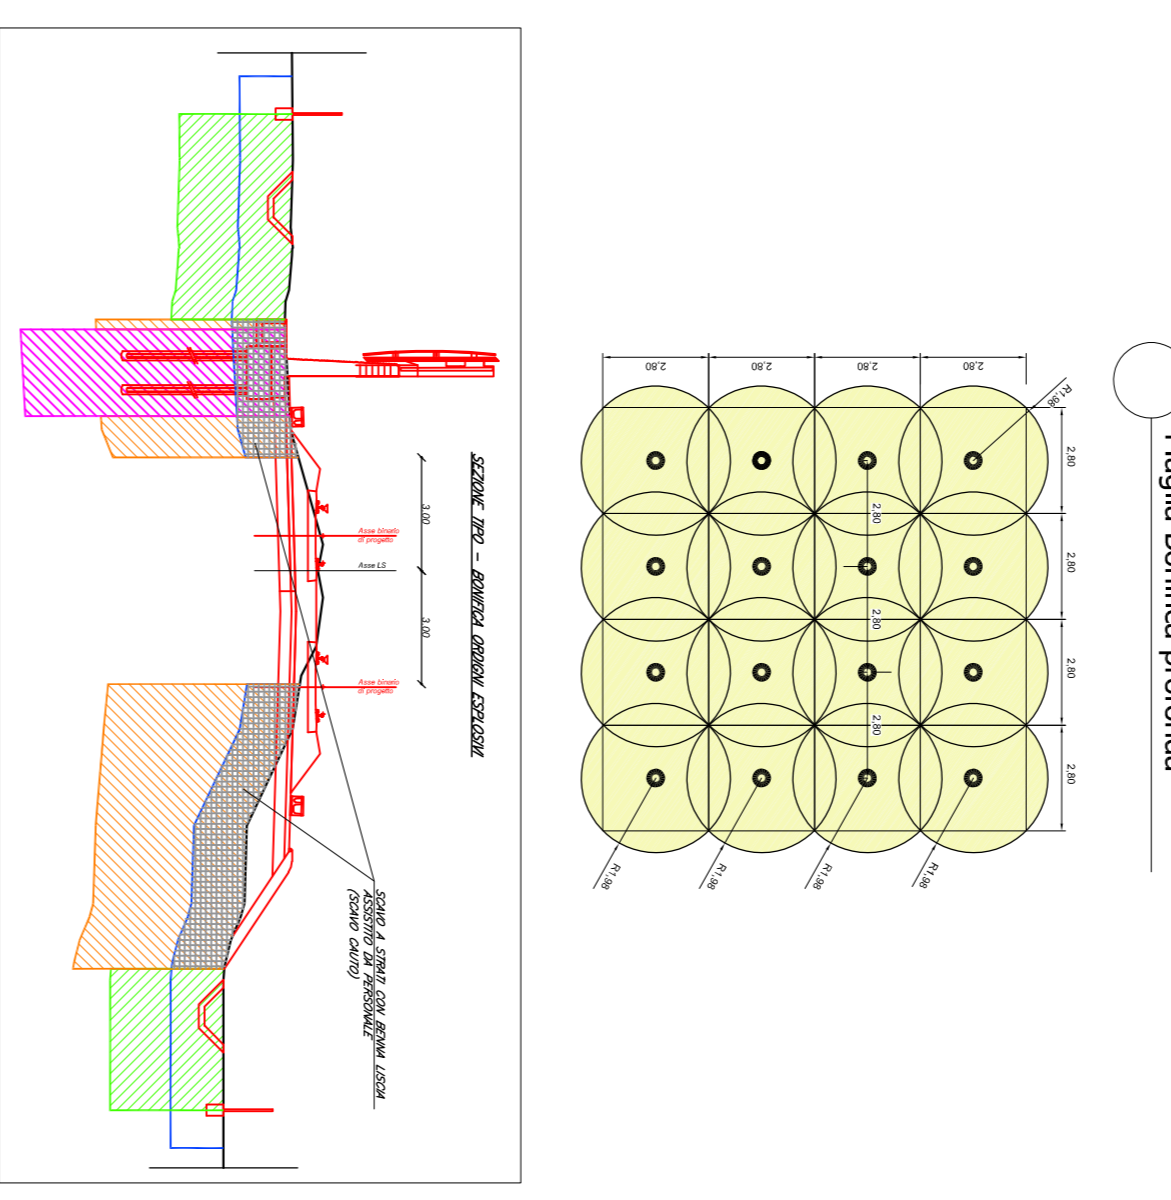 Maglia Bonifica profonda
2,80
2,80
2,80
2,80
R1,98
2,80
2,80
2,80
2,80
2,80
2,80
2,80
R1,98
R1,98
R1,98
R1,98
SEZIONE TIPO - BONIFICA ORDIGNI ESPLOSIVI
3.00
3.00
Asse binario
di progetto
Asse LS
Asse binario
di progetto
SCAVO A STRATI CON BENNA LISCIA
ASSISTITO DA PERSONALE
(SCAVO CAUTO)